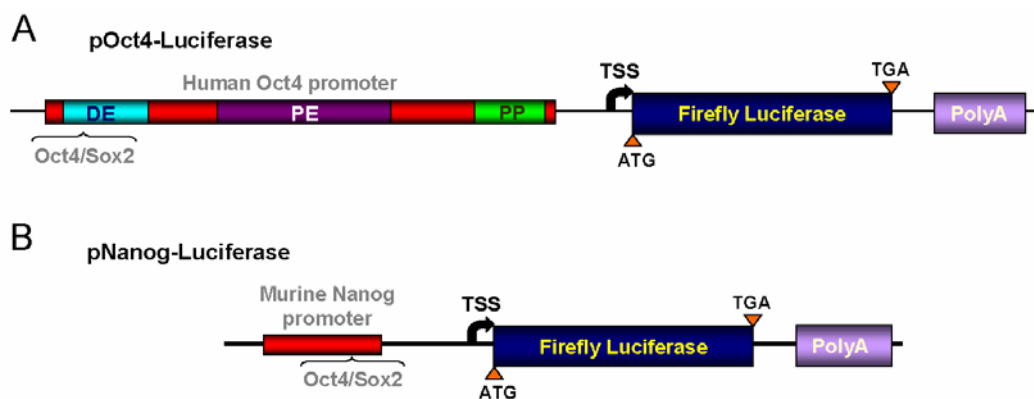 A
pOct4-Luciferase
Human Oct4 promoter
TSS
TGA
DE
PE
PP
Firefly Luciferase
PolyA
Oct4/Sox2
ATG
B
pNanog-Luciferase
Murine Nanog
promoter
TSS
TGA
Firefly Luciferase
PolyA
Oct4/Sox2
ATG